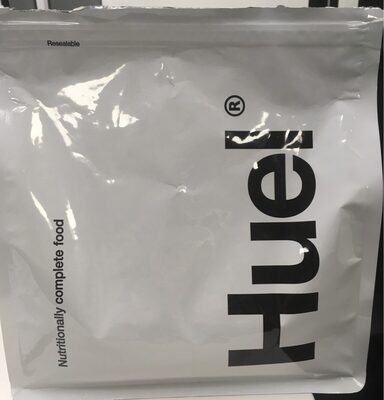 Resealable
Huel®
Nutritionally complete food